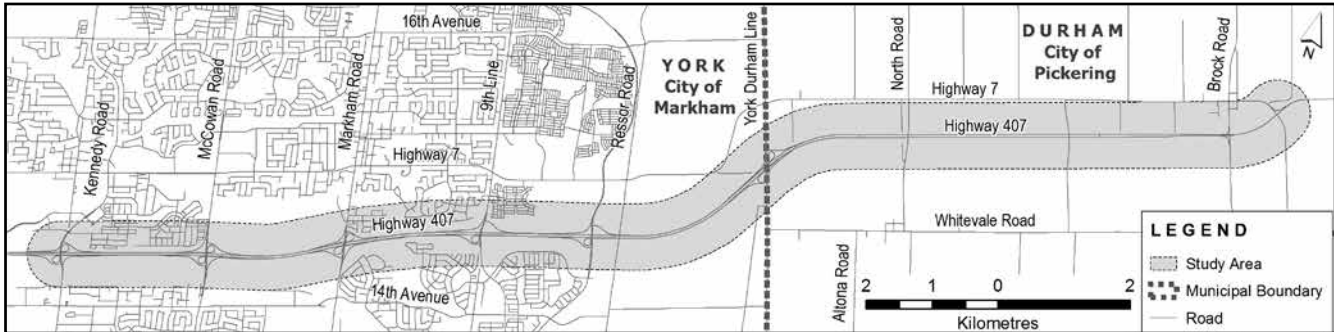 16th Avenue
Kennedy Road
McCowan Road
Markham Road
9th Line
Ressor Road
YORK
City of
Markham
York Durham Line
North Road
DURHAM
City of
Pickering
Brock Road
N
Highway 7
Highway 407
Highway 7
Highway 407
14th Avenue
Whitevale Road
Altona Road
2 1 0 2
Kilometres
LEGEND
Study Area
Municipal Boundary
Road